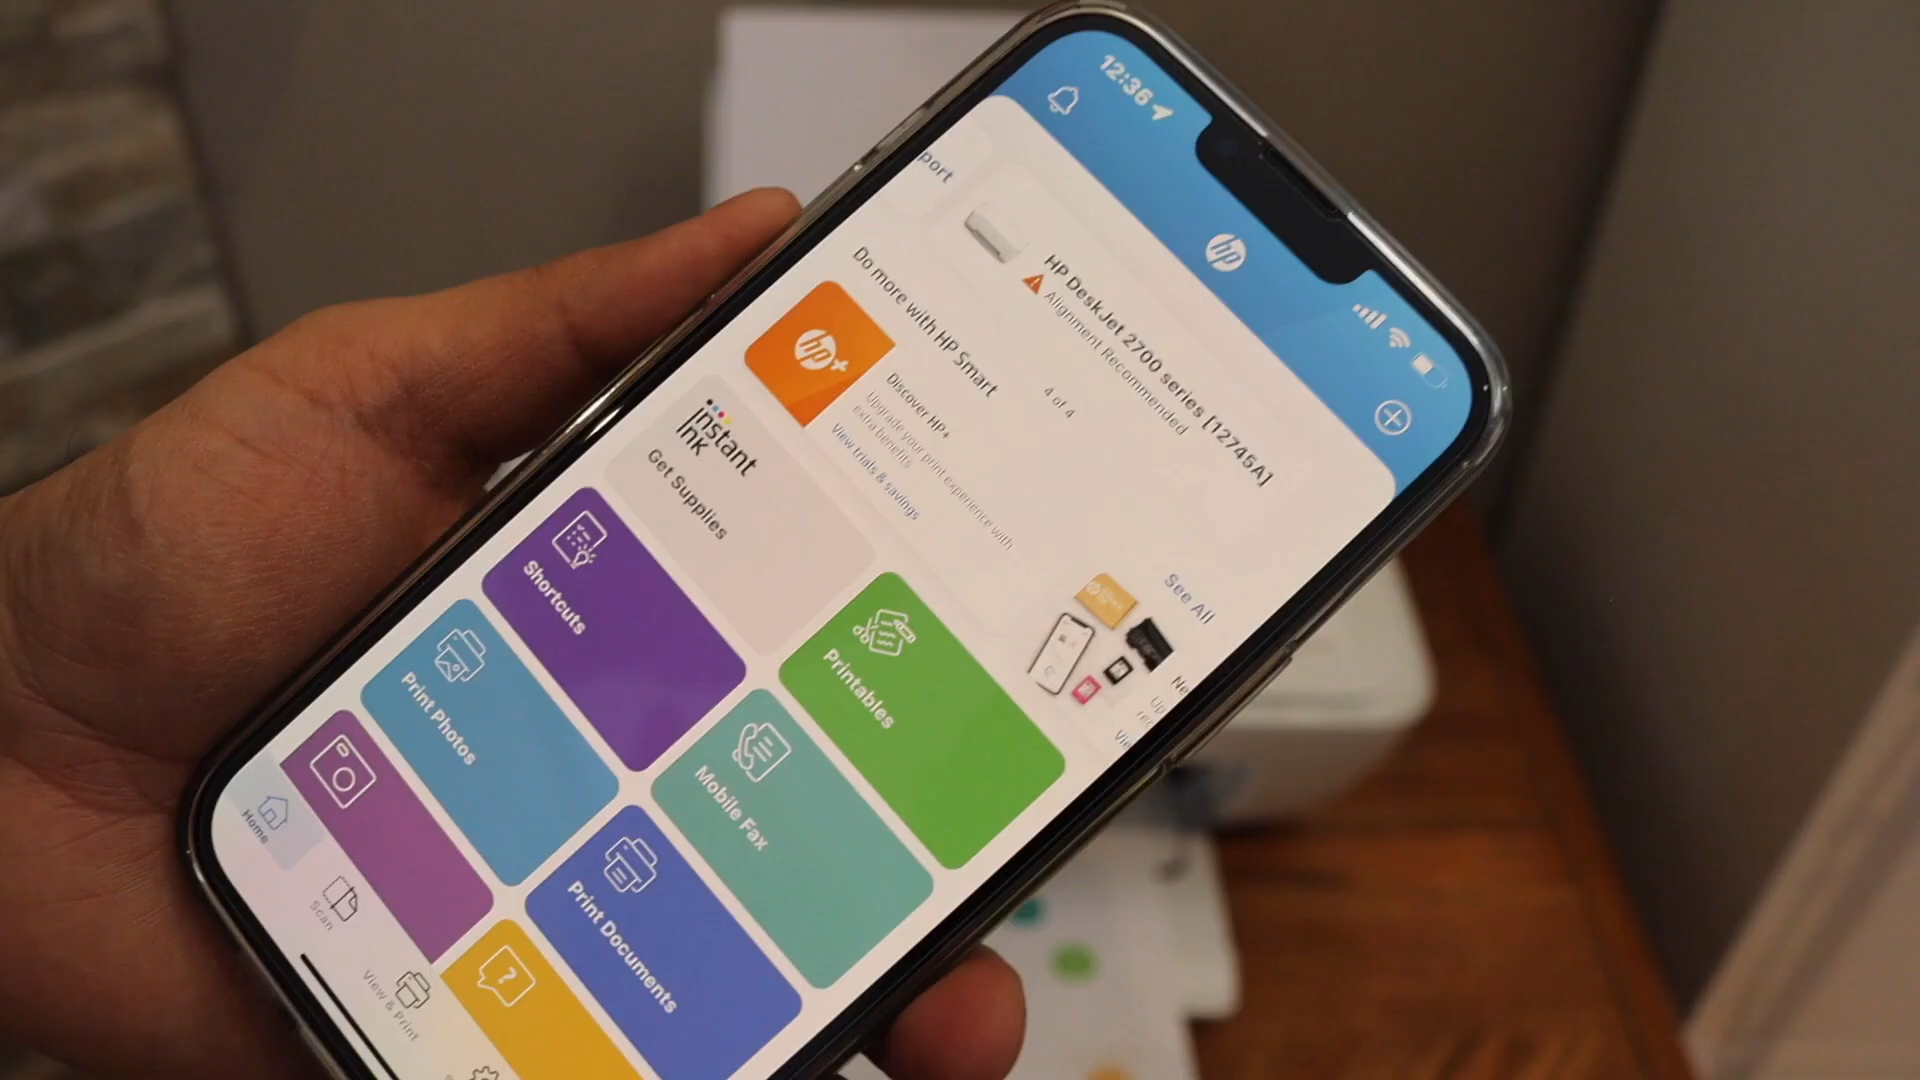 12:36
hp
port
HP DeskJet 2700 series [12745A]
Alignment Recommended
4 of 4
Do more with HP Smart
See All
hp+
Discover HP+
Upgrade your print experience with
extra benefits
View trials & savings
Instant
Ink
Get Supplies
Printables
Shortcuts
Mobile Fax
Print Photos
Print Documents
?
Home
Scan
View & Print